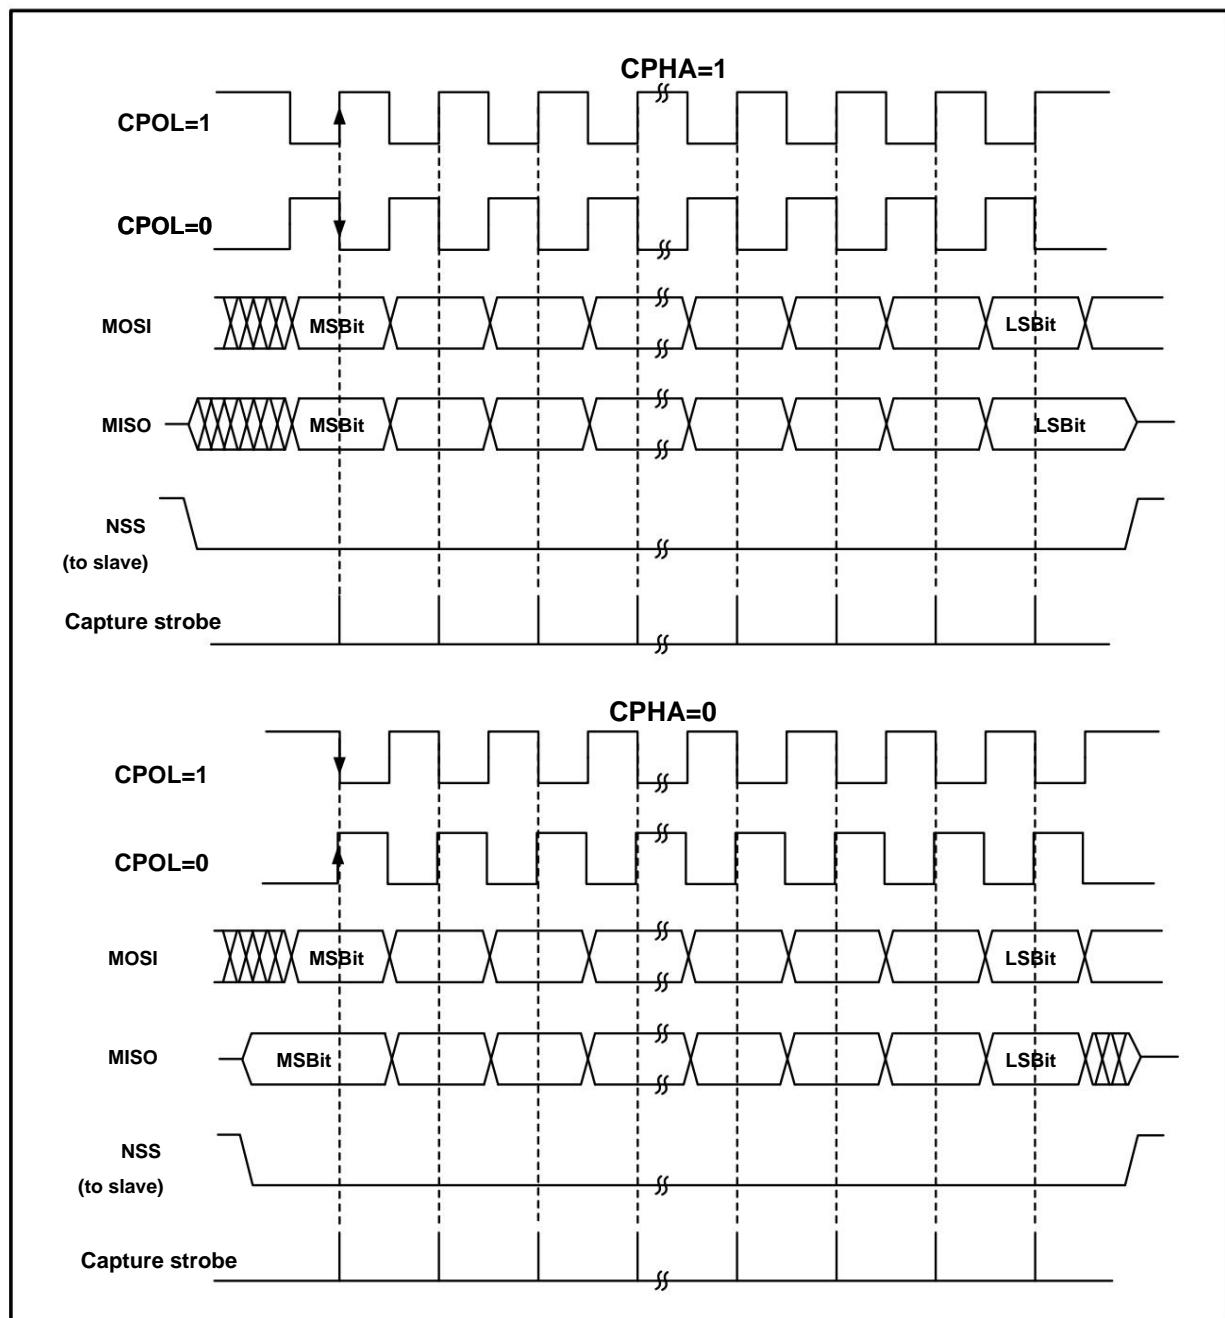 CPHA=1
CPOL=1
CPOL=0
MOSI
MSBit
LSBit
MISO
MSBit
LSBit
NSS
(to slave)
Capture strobe
CPHA=0
CPOL=1
CPOL=0
MOSI
MSBit
LSBit
MISO
MSBit
LSBit
NSS
(to slave)
Capture strobe